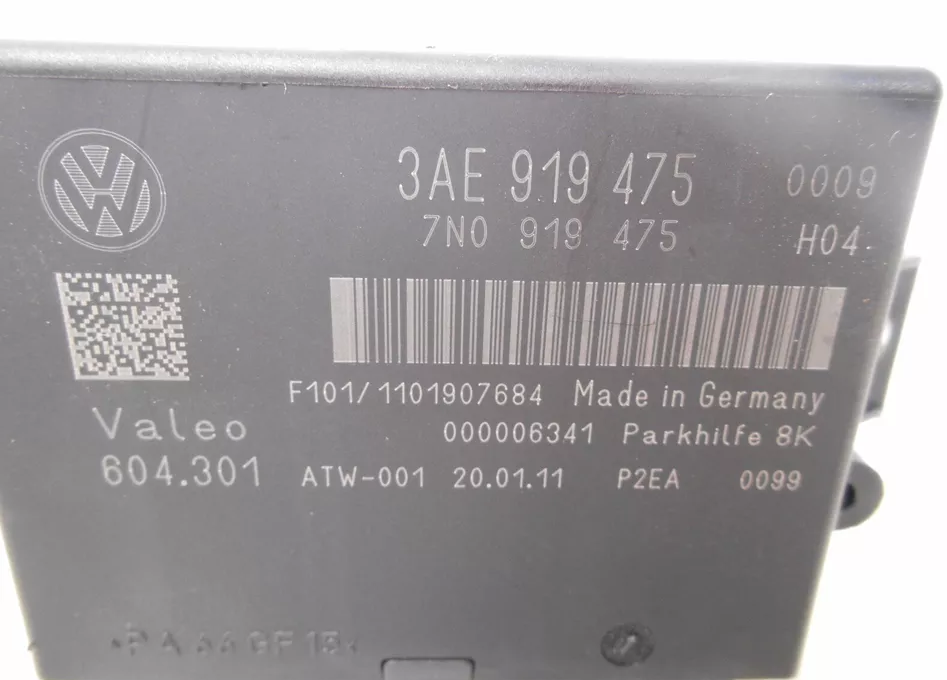 3AE 919 475 0009
7N0 919 475 H04
F101/1101907684 Made in Germany
Valeo 000006341 Parkhilfe 8K
604.301 ATW-001 20.01.11 P2EA 0099
PA66GF15